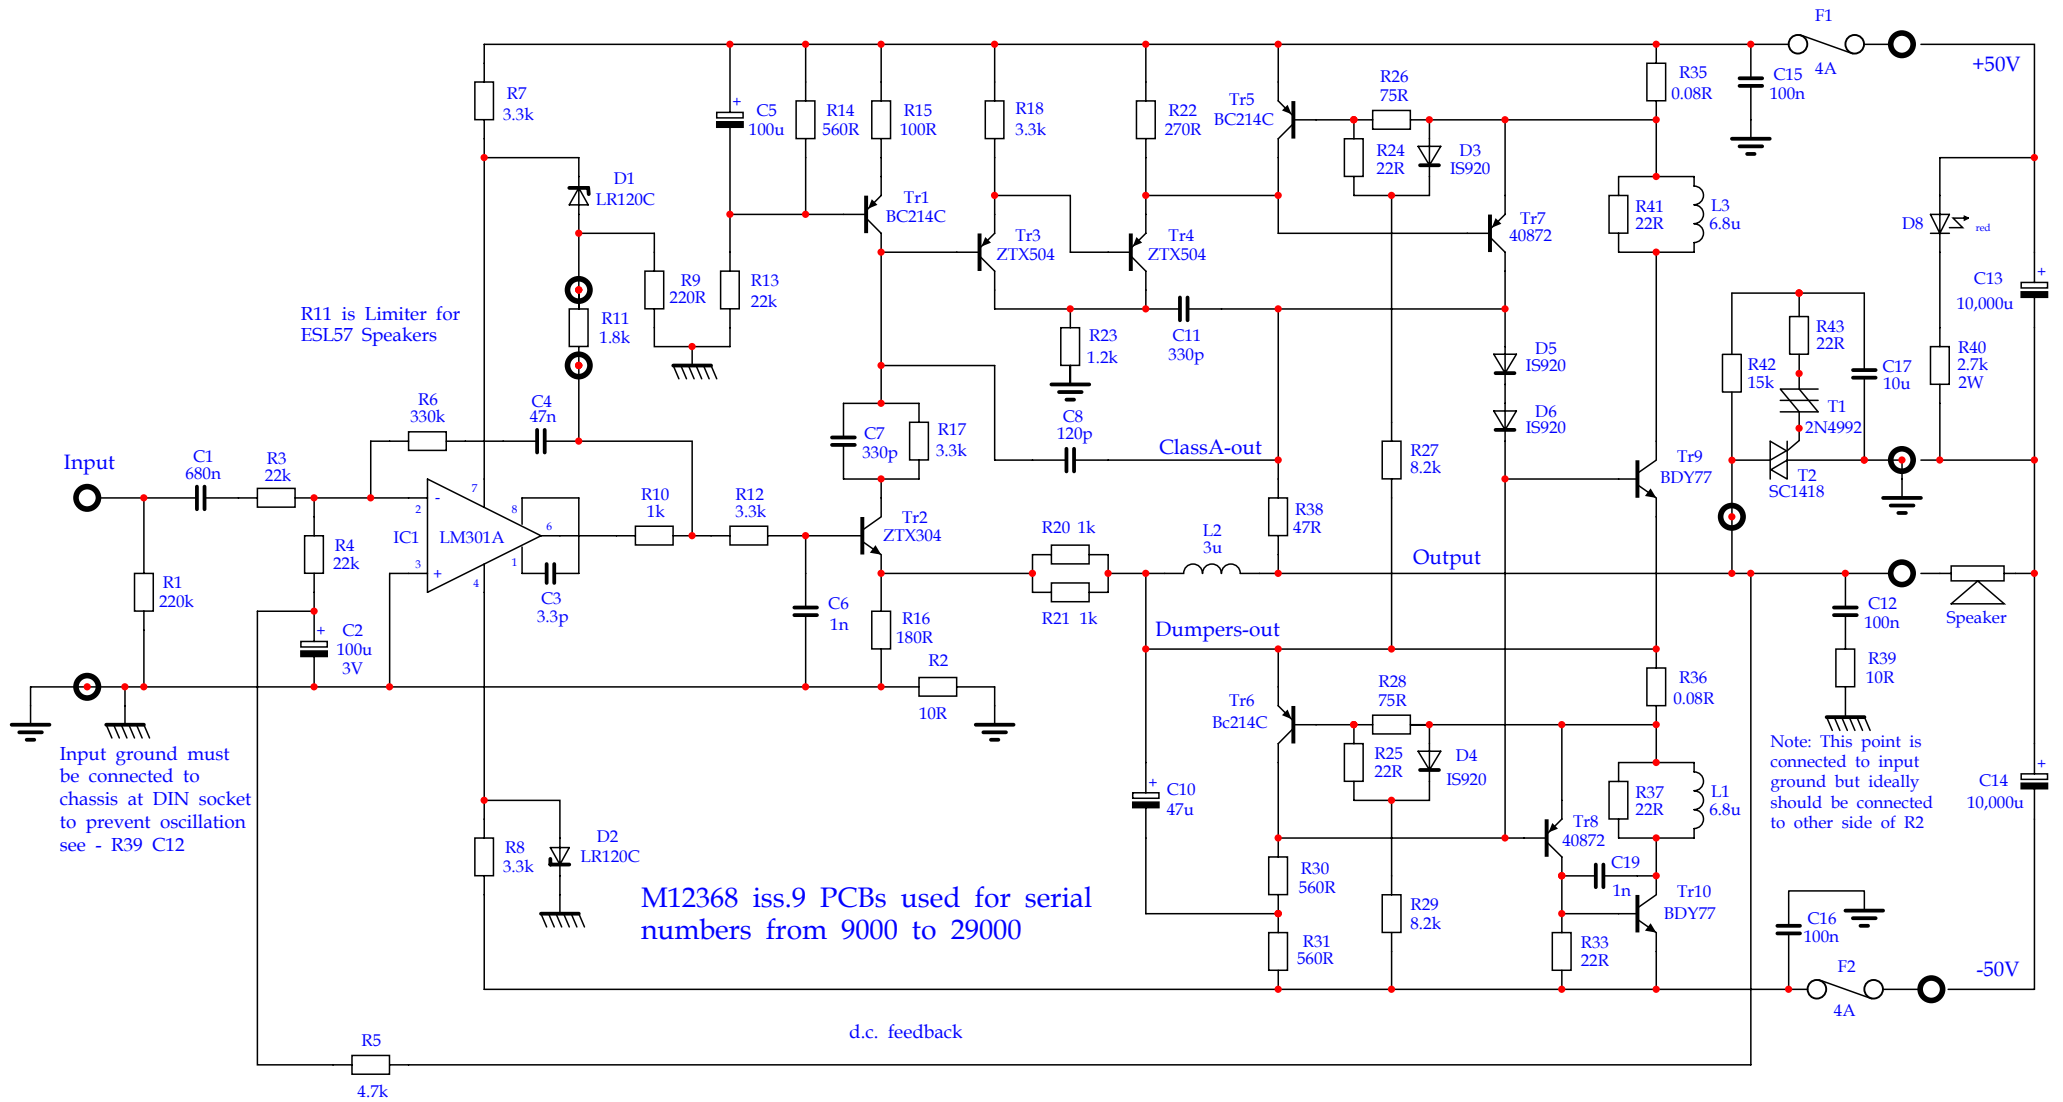 F1
4A
+50V
R7
3.3k
C5
100u
+
R14
560R
R15
100R
R18
3.3k
R22
270R
Tr5
BC214C
R26
75R
R24
22R
D3
IS920
R35
0.08R
C15
100n
D1
LR120C
Tr1
BC214C
Tr3
ZTX504
Tr4
ZTX504
Tr7
40872
R41
22R
L3
6.8u
D8
red
C13
10,000u
+
R9
220R
R13
22k
R11 is Limiter for
ESL57 Speakers
R11
1.8k
R23
1.2k
C11
330p
D5
IS920
R43
22R
R42
15k
C17
10u
R40
2.7k
2W
R6
330k
C4
47n
C7
330p
R17
3.3k
C8
120p
ClassA-out
D6
IS920
T1
2N4992
Input
C1
680n
R3
22k
R27
8.2k
Tr9
BDY77
T2
SC1418
IC1
LM301A
-
+
2
3
7
4
8
1
6
R10
1k
R12
3.3k
Tr2
ZTX304
R20 1k
R21 1k
L2
3u
R38
47R
Output
R1
220k
R4
22k
C2
100u
3V
+
C3
3.3p
C6
1n
R16
180R
R2
10R
Dumpers-out
C12
100n
Speaker
R39
10R
Tr6
Bc214C
R28
75R
R25
22R
D4
IS920
R36
0.08R
Input ground must
be connected to
chassis at DIN socket
to prevent oscillation
see - R39 C12
Note: This point is
connected to input
ground but ideally
should be connected
to other side of R2
C10
47u
+
R37
22R
L1
6.8u
C14
10,000u
+
Tr8
40872
R8
3.3k
D2
LR120C
R30
560R
C19
1n
Tr10
BDY77
M12368 iss.9 PCBs used for serial
numbers from 9000 to 29000
R29
8.2k
R31
560R
R33
22R
C16
100n
F2
4A
-50V
d.c. feedback
R5
4.7k